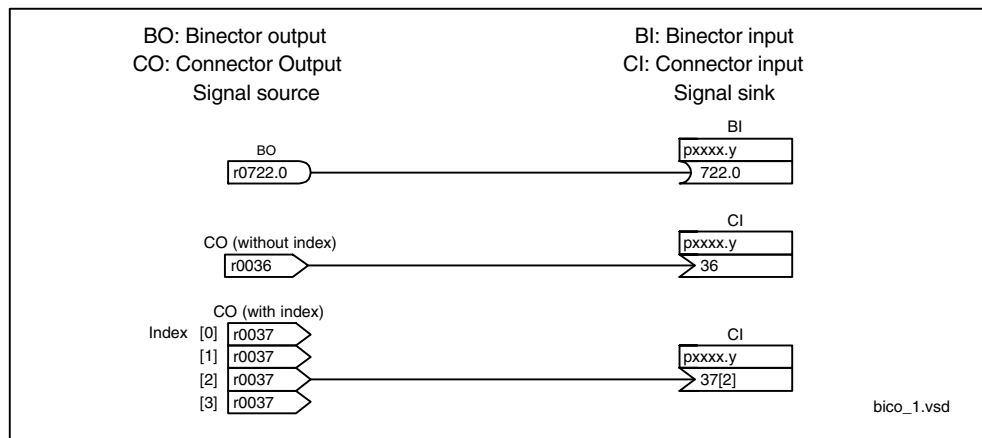 BO: Binector output
CO: Connector Output
Signal source
BI: Binector input
CI: Connector input
Signal sink
BO
r0722.0
BI
pxxxx.y
722.0
CO (without index)
r0036
CI
pxxxx.y
36
CO (with index)
Index [0] r0037
[1] r0037
[2] r0037
[3] r0037
CI
pxxxx.y
37[2]
bico_1.vsd